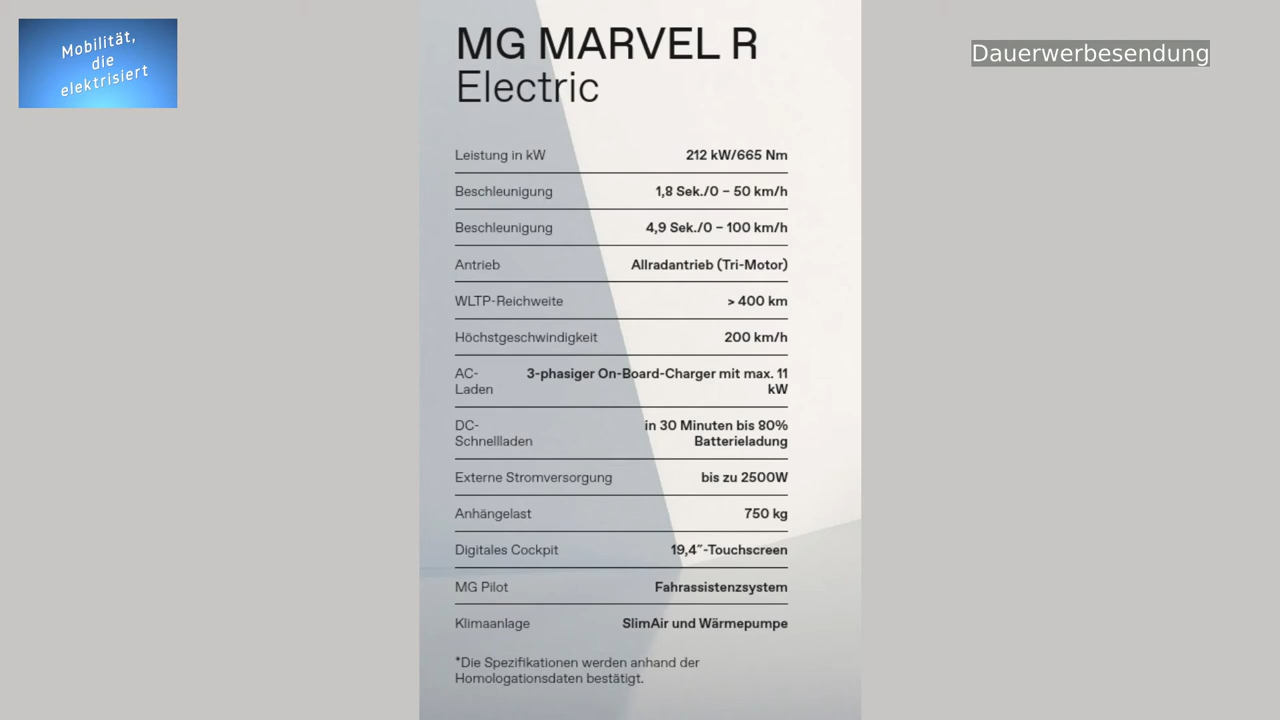 Mobilität,
die
elektrisiert
Dauerwerbesendung
MG MARVEL R
Electric
Leistung in kW 212 kW/665 Nm
Beschleunigung 1,8 Sek./0 – 50 km/h
Beschleunigung 4,9 Sek./0 – 100 km/h
Antrieb Allradantrieb (Tri-Motor)
WLTP-Reichweite > 400 km
Höchstgeschwindigkeit 200 km/h
AC- 3-phasiger On-Board-Charger mit max. 11
Laden kW
DC- in 30 Minuten bis 80%
Schnellladen Batterieladung
Externe Stromversorgung bis zu 2500W
Anhängelast 750 kg
Digitales Cockpit 19,4˝-Touchscreen
MG Pilot Fahrassistenzsystem
Klimaanlage SlimAir und Wärmepumpe
*Die Spezifikationen werden anhand der
Homologationsdaten bestätigt.